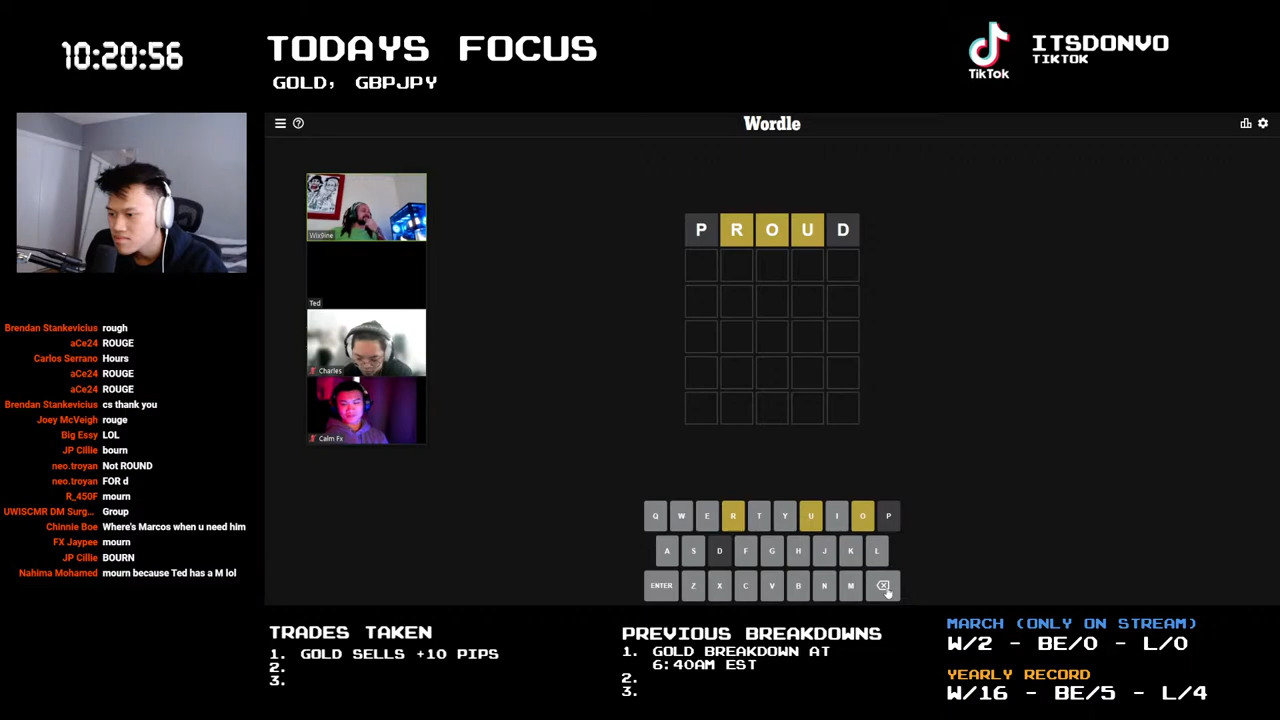 10:20:56
TODAYS FOCUS
GOLD, GBPJPY
TikTok
ITSDONVO
TIKTOK
Wordle
Wix9ine
Ted
Charles
Calm Fx
P R O U D
Q W E R T Y U I O P
A S D F G H J K L
ENTER Z X C V B N M
Brendan Stankevicius rough
aCe24 ROUGE
Carlos Serrano Hours
aCe24 ROUGE
aCe24 ROUGE
Brendan Stankevicius cs thank you
Joey McVeigh rouge
Big Essy LOL
JP Cillie bourn
neo.troyan Not ROUND
neo.troyan FOR d
R_450F mourn
UWISCMR DM Surg... Group
Chinnie Boe Where's Marcos when u need him
FX Jaypee mourn
JP Cillie BOURN
Nahima Mohamed mourn because Ted has a M lol
TRADES TAKEN
1. GOLD SELLS +10 PIPS
2.
3.
PREVIOUS BREAKDOWNS
1. GOLD BREAKDOWN AT
6:40AM EST
2.
3.
MARCH (ONLY ON STREAM)
W/2 - BE/0 - L/0
YEARLY RECORD
W/16 - BE/5 - L/4